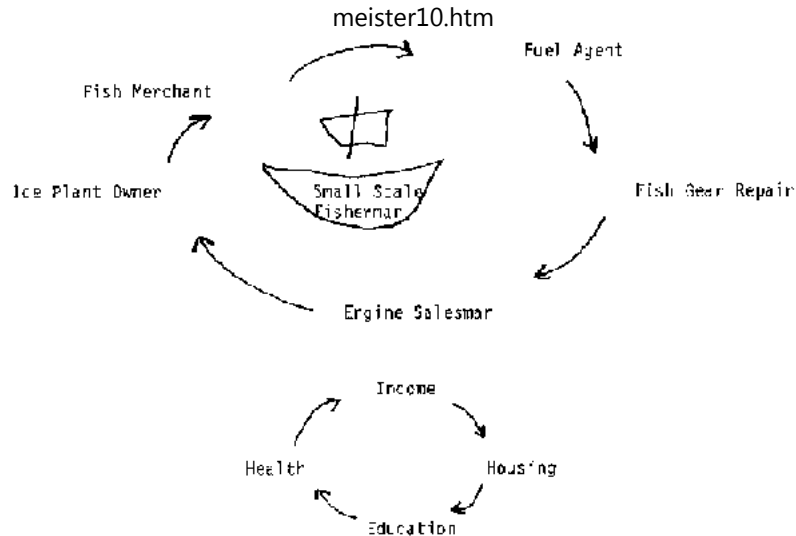 meister10.htm
Fuel Agent
Fish Merchant
Ice Plant Owner
Small Scale
Fisherman
Fish Gear Repair
Engine Salesman
Income
Health
Housing
Education